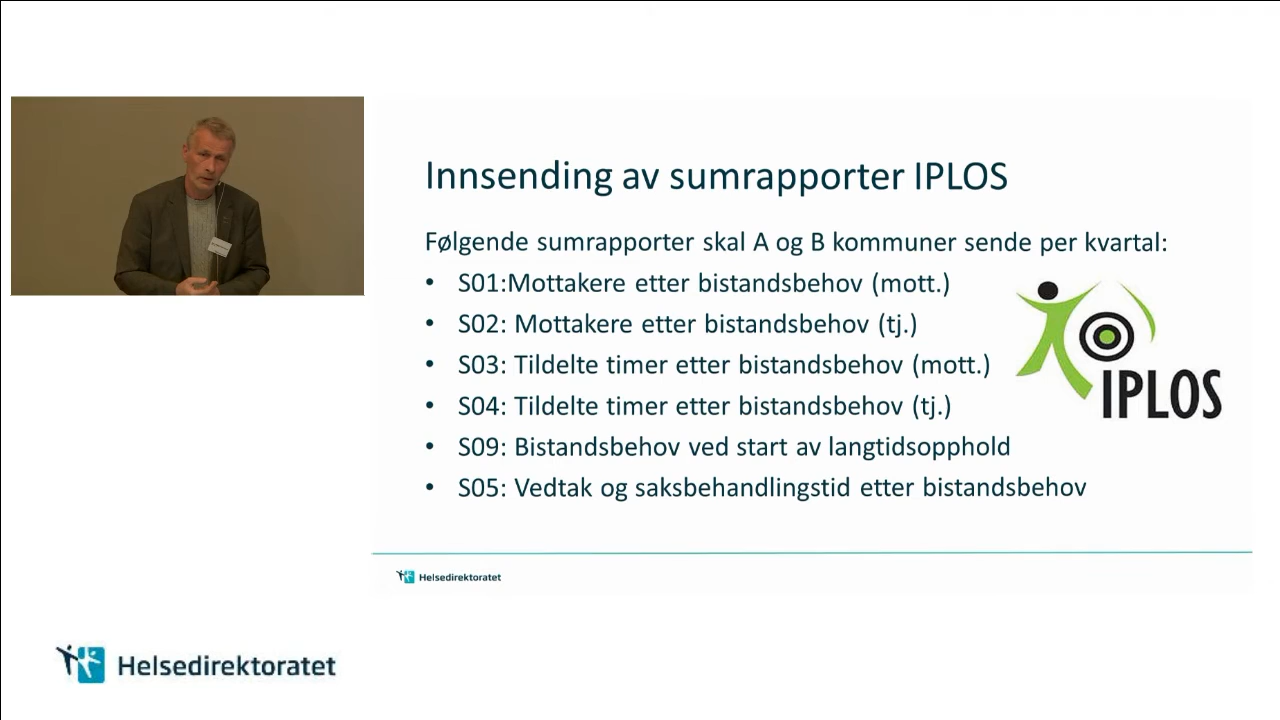 Innsending av sumrapporter IPLOS
Følgende sumrapporter skal A og B kommuner sende per kvartal:
• S01:Mottakere etter bistandsbehov (mott.)
• S02: Mottakere etter bistandsbehov (tj.)
• S03: Tildelte timer etter bistandsbehov (mott.)
• S04: Tildelte timer etter bistandsbehov (tj.)
• S09: Bistandsbehov ved start av langtidsopphold
• S05: Vedtak og saksbehandlingstid etter bistandsbehov
IPLOS
Helsedirektoratet
Helsedirektoratet